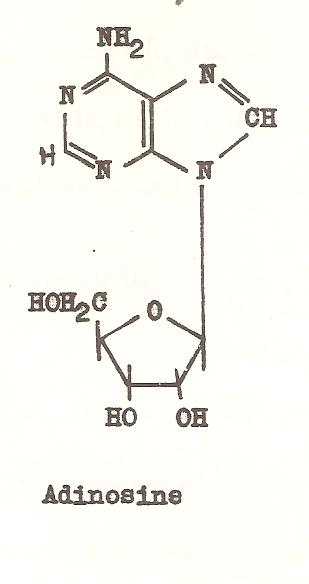 NH2
N N
CH
H N N
HOH2C O
HO OH
Adinosine